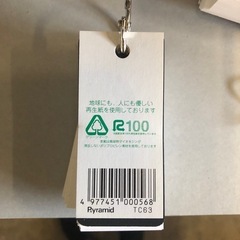 地球にも、人にも優しい
再生紙を使用しております
R100
4 977451 000568
Pyramid TC63